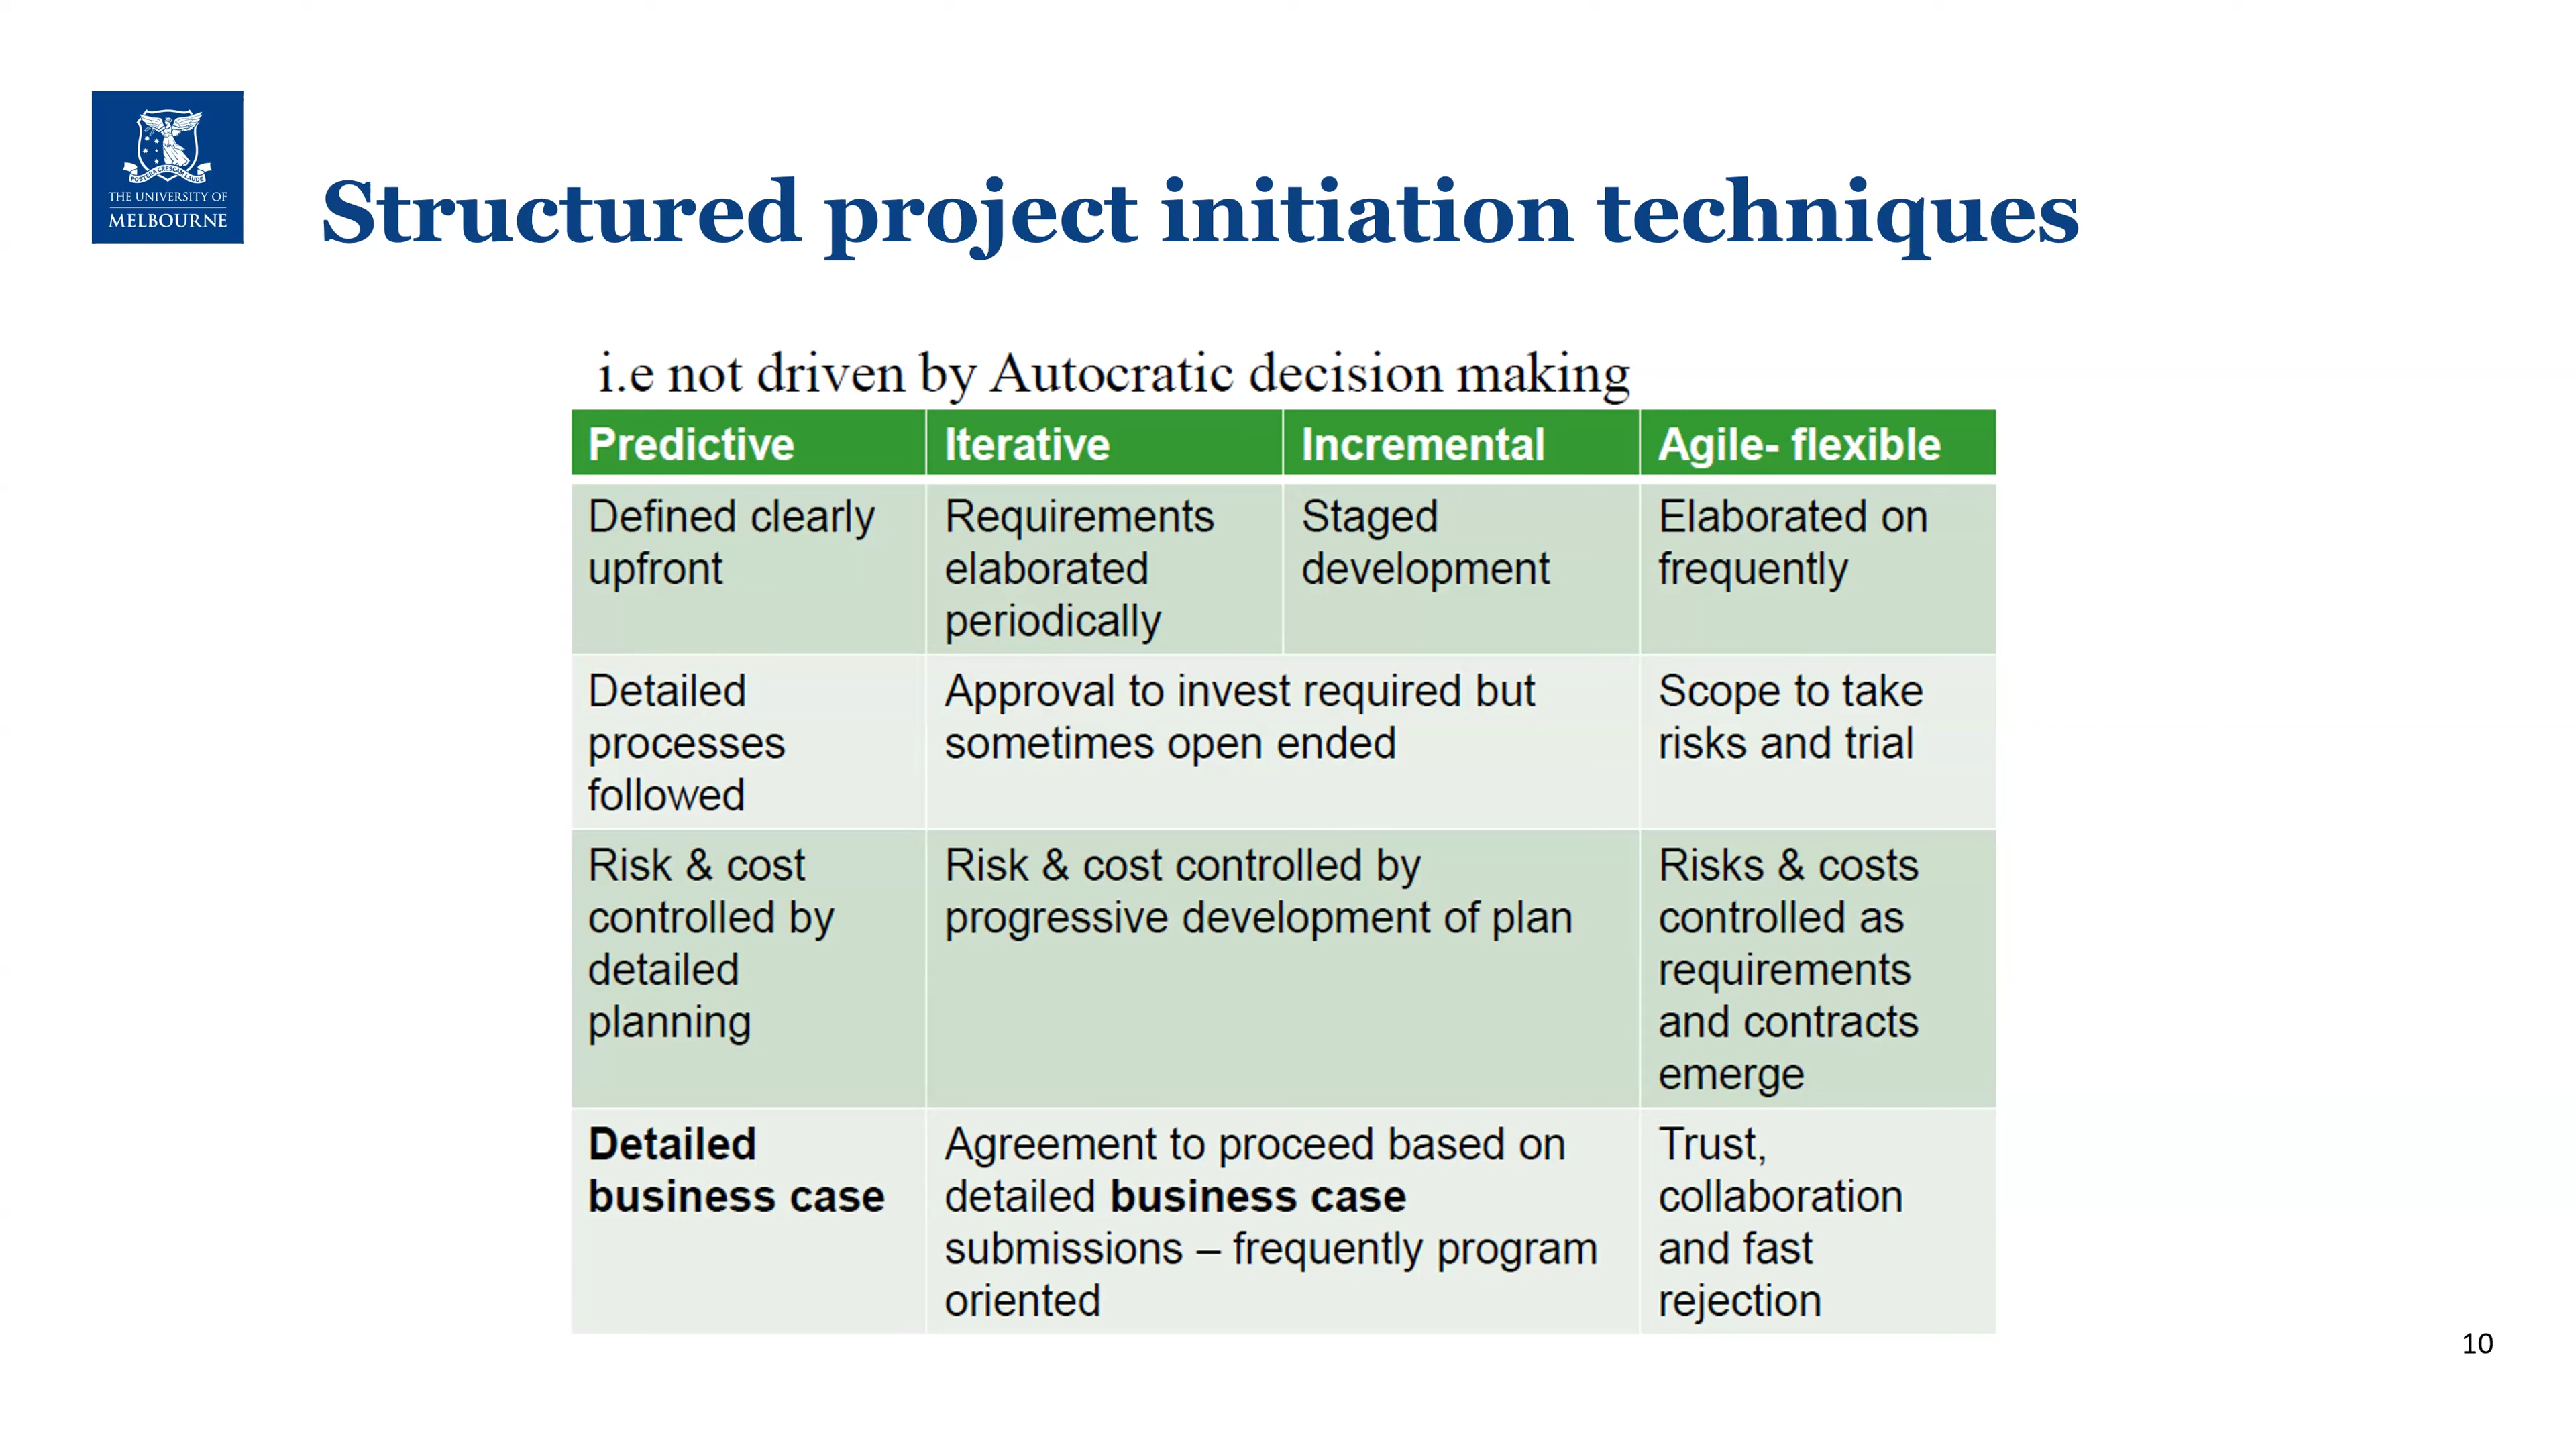 POSTERA CRESCAM LAUDE
THE UNIVERSITY OF
MELBOURNE
Structured project initiation techniques
i.e not driven by Autocratic decision making
Predictive
Iterative
Incremental
Agile- flexible
Defined clearly
upfront
Requirements
elaborated
periodically
Staged
development
Elaborated on
frequently
Detailed
processes
followed
Approval to invest required but
sometimes open ended
Scope to take
risks and trial
Risk & cost
controlled by
detailed
planning
Risk & cost controlled by
progressive development of plan
Risks & costs
controlled as
requirements
and contracts
emerge
Detailed
business case
Agreement to proceed based on
detailed business case
submissions – frequently program
oriented
Trust,
collaboration
and fast
rejection
10